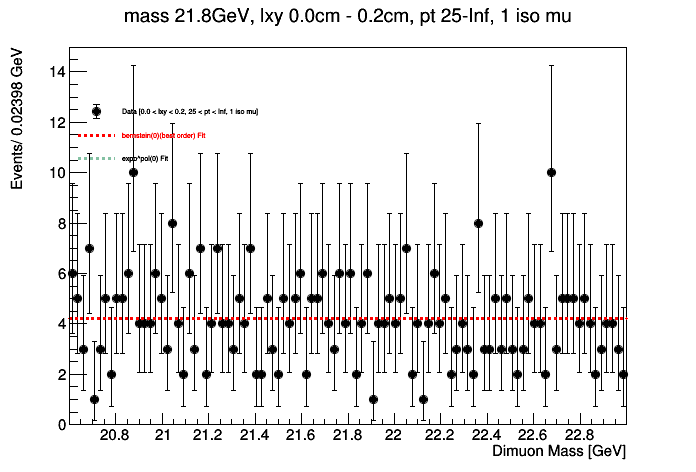 mass 21.8GeV, lxy 0.0cm - 0.2cm, pt 25-Inf, 1 iso mu
Events/ 0.02398 GeV
14
12
10
8
6
4
2
0
Data [0.0 < lxy < 0.2, 25 < pt < Inf, 1 iso mu]
bernstein(0)(best order) Fit
expo*pol(0) Fit
20.8 21 21.2 21.4 21.6 21.8 22 22.2 22.4 22.6 22.8
Dimuon Mass [GeV]